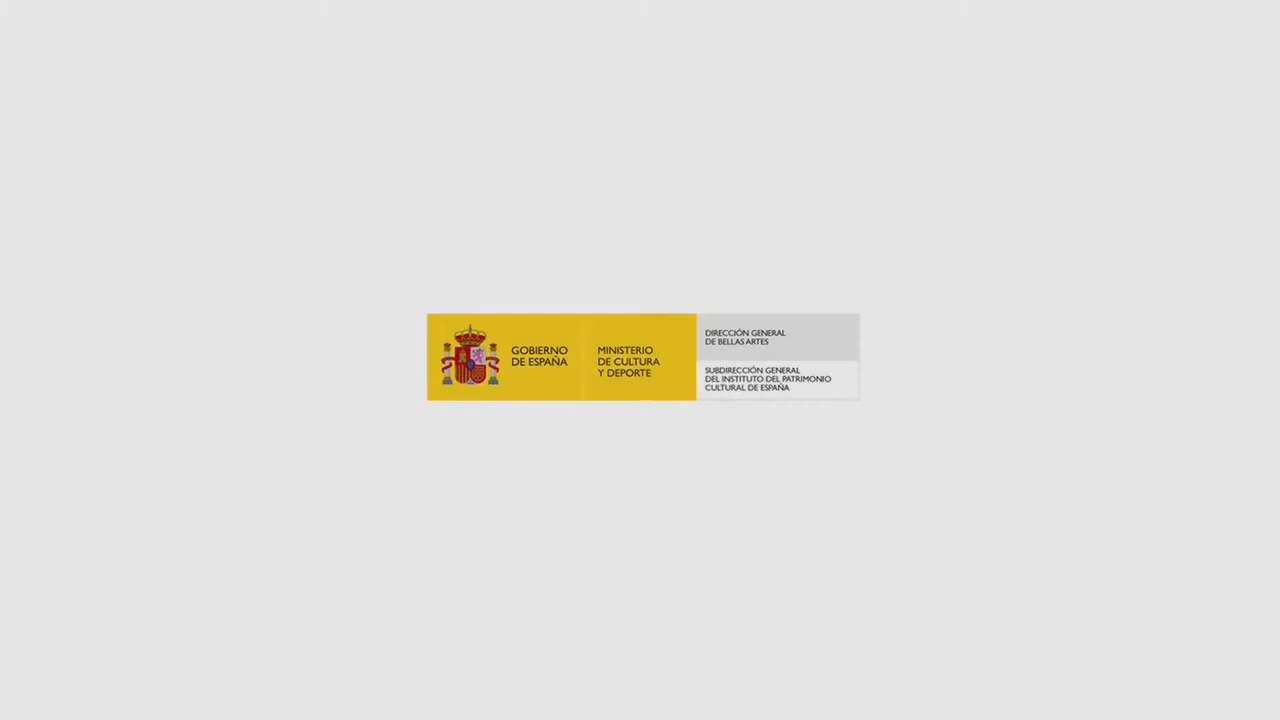 GOBIERNO
DE ESPAÑA
MINISTERIO
DE CULTURA
Y DEPORTE
DIRECCIÓN GENERAL
DE BELLAS ARTES
SUBDIRECCIÓN GENERAL
DEL INSTITUTO DEL PATRIMONIO
CULTURAL DE ESPAÑA